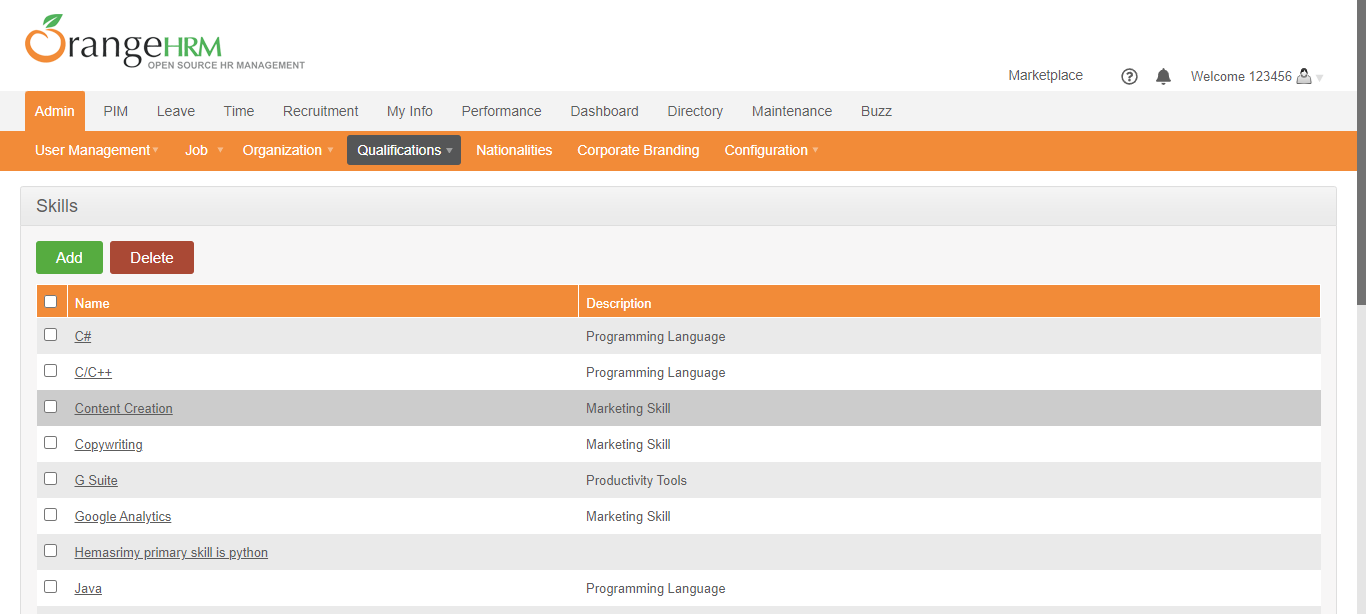 OrangeHRM
OPEN SOURCE HR MANAGEMENT
Marketplace ? Welcome 123456
Admin PIM Leave Time Recruitment My Info Performance Dashboard Directory Maintenance Buzz
User Management Job Organization Qualifications Nationalities Corporate Branding Configuration
Skills
Add Delete
Name Description
C# Programming Language
C/C++ Programming Language
Content Creation Marketing Skill
Copywriting Marketing Skill
G Suite Productivity Tools
Google Analytics Marketing Skill
Hemasrimy primary skill is python
Java Programming Language